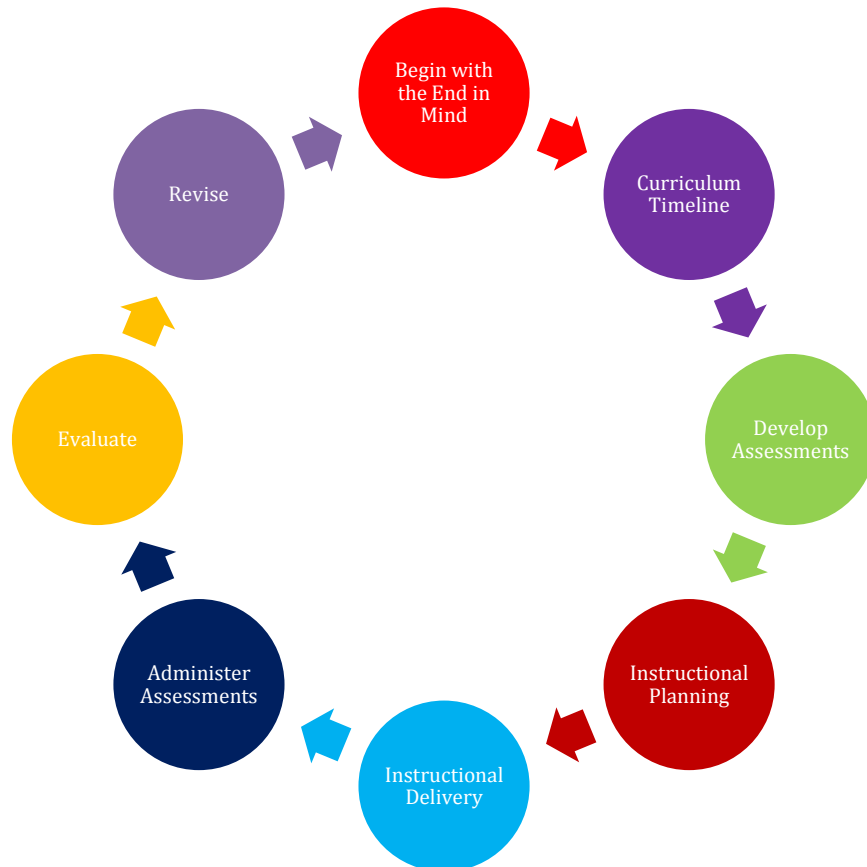 Begin with
the End in
Mind
Curriculum
Timeline
Develop
Assessments
Instructional
Planning
Instructional
Delivery
Administer
Assessments
Evaluate
Revise